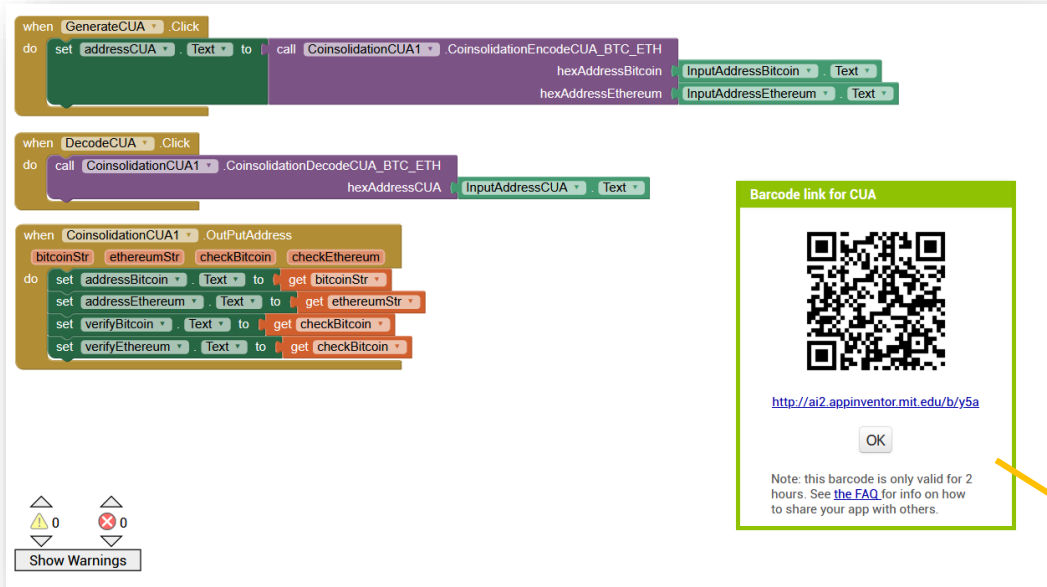 when GenerateCUA .Click
do set addressCUA . Text to call CoinsolidationCUA1 .CoinsolidationEncodeCUA_BTC_ETH
hexAddressBitcoin InputAddressBitcoin . Text
hexAddressEthereum InputAddressEthereum . Text
when DecodeCUA .Click
do call CoinsolidationCUA1 .CoinsolidationDecodeCUA_BTC_ETH
hexAddressCUA InputAddressCUA . Text
when CoinsolidationCUA1 .OutPutAddress
bitcoinStr ethereumStr checkBitcoin checkEthereum
do set addressBitcoin . Text to get bitcoinStr
set addressEthereum . Text to get ethereumStr
set verifyBitcoin . Text to get checkBitcoin
set verifyEthereum . Text to get checkBitcoin
Barcode link for CUA
http://ai2.appinventor.mit.edu/b/y5a
OK
Note: this barcode is only valid for 2
hours. See the FAQ for info on how
to share your app with others.
0 0
Show Warnings